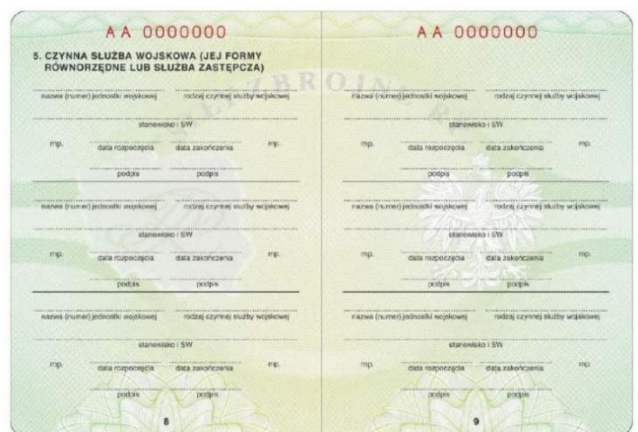 AA 0000000
5. CZYNNA SŁUŻBA WOJSKOWA (JEJ FORMY
RÓWNORZĘDNE LUB SŁUŻBA ZASTĘPCZA)
nazwa (numer) jednostki wojskowej rodzaj czynnej służby wojskowej
stanowisko i SW
mp. data rozpoczęcia data zakończenia mp.
podpis podpis
nazwa (numer) jednostki wojskowej rodzaj czynnej służby wojskowej
stanowisko i SW
mp. data rozpoczęcia data zakończenia mp.
podpis podpis
nazwa (numer) jednostki wojskowej rodzaj czynnej służby wojskowej
stanowisko i SW
mp. data rozpoczęcia data zakończenia mp.
podpis podpis
8
AA 0000000
nazwa (numer) jednostki wojskowej rodzaj czynnej służby wojskowej
stanowisko i SW
mp. data rozpoczęcia data zakończenia mp.
podpis podpis
nazwa (numer) jednostki wojskowej rodzaj czynnej służby wojskowej
stanowisko i SW
mp. data rozpoczęcia data zakończenia mp.
podpis podpis
nazwa (numer) jednostki wojskowej rodzaj czynnej służby wojskowej
stanowisko i SW
mp. data rozpoczęcia data zakończenia mp.
podpis podpis
9